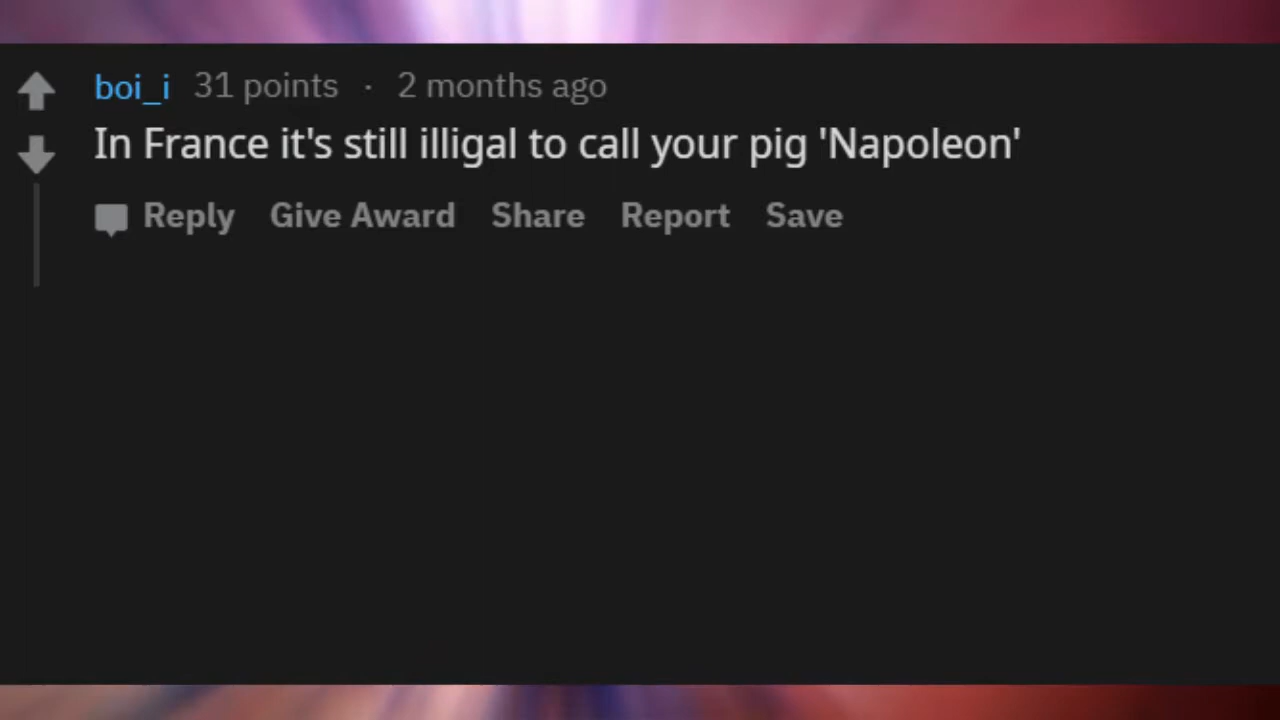 boi_i 31 points · 2 months ago
In France it's still illigal to call your pig 'Napoleon'
Reply Give Award Share Report Save